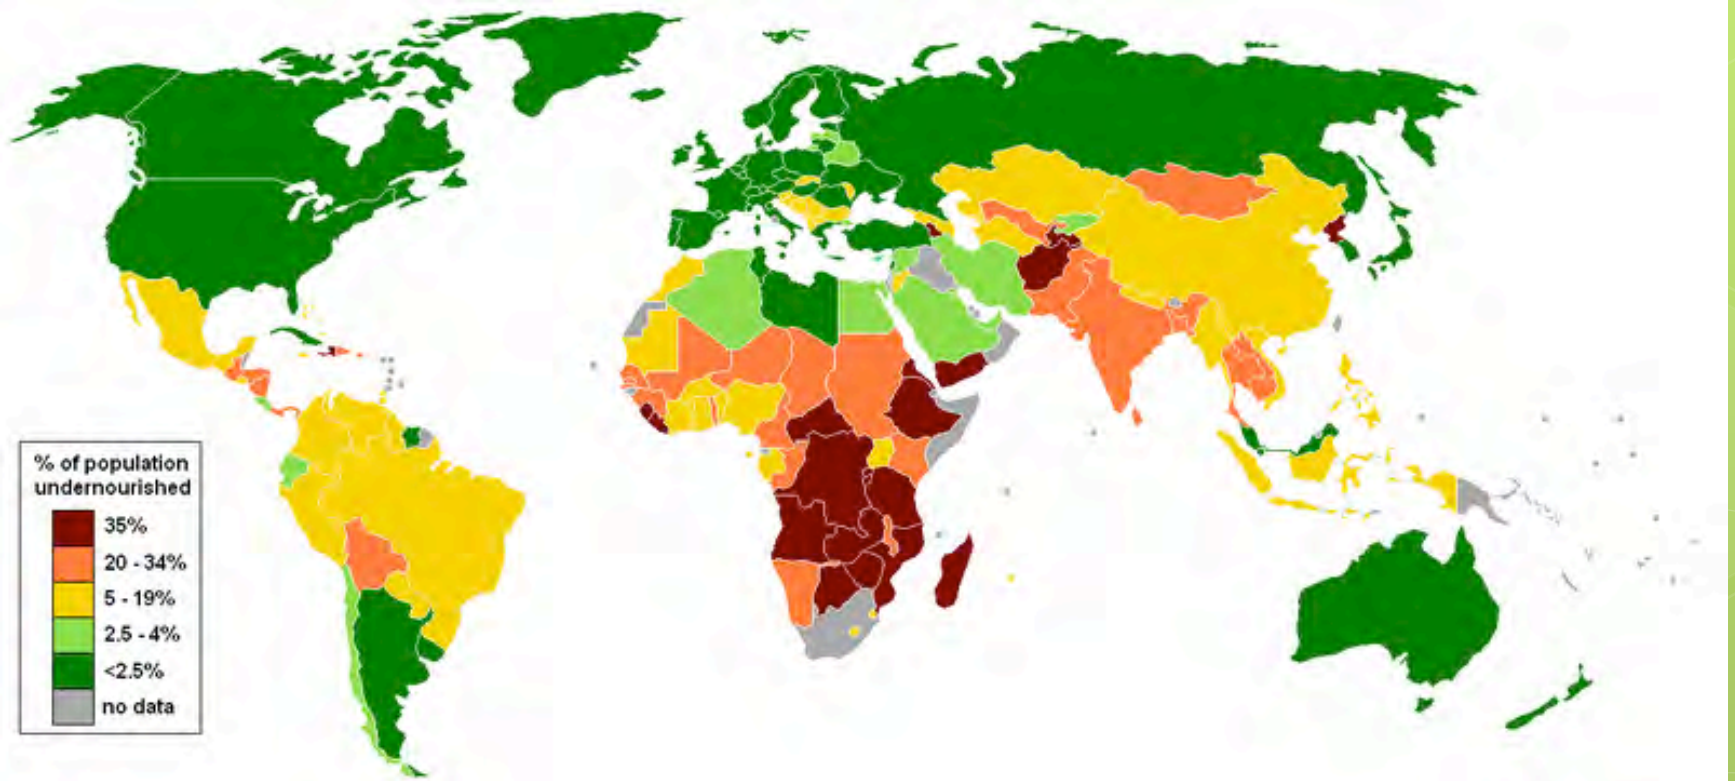 % of population
undernourished
35%
20 - 34%
5 - 19%
2.5 - 4%
<2.5%
no data